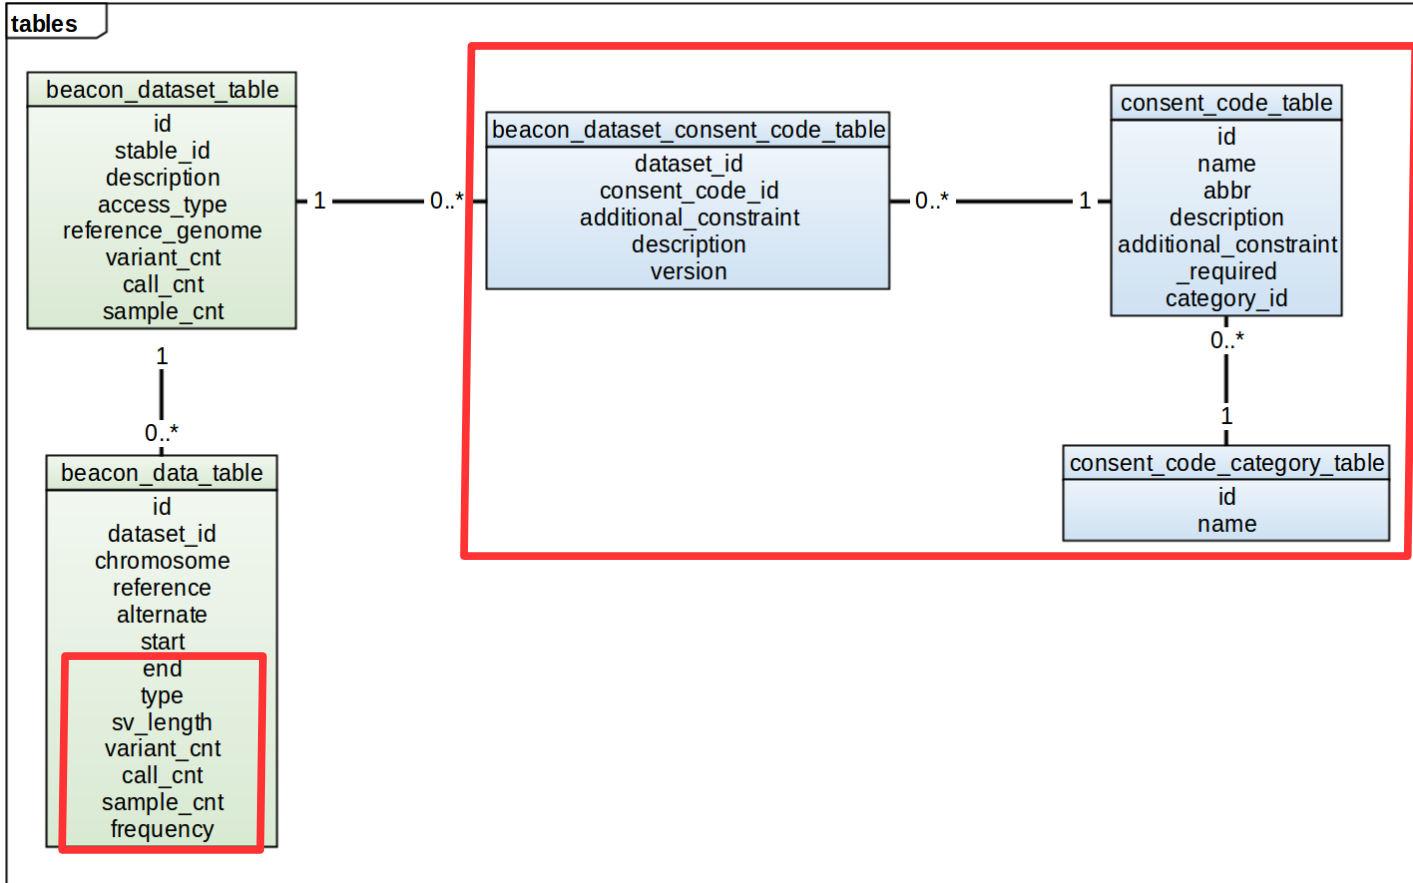 tables
beacon_dataset_table
id
stable_id
description
access_type
reference_genome
variant_cnt
call_cnt
sample_cnt
1
0..*
beacon_dataset_consent_code_table
dataset_id
consent_code_id
additional_constraint
description
version
0..*
1
consent_code_table
id
name
abbr
description
additional_constraint
_required
category_id
0..*
1
consent_code_category_table
id
name
1
0..*
beacon_data_table
id
dataset_id
chromosome
reference
alternate
start
end
type
sv_length
variant_cnt
call_cnt
sample_cnt
frequency